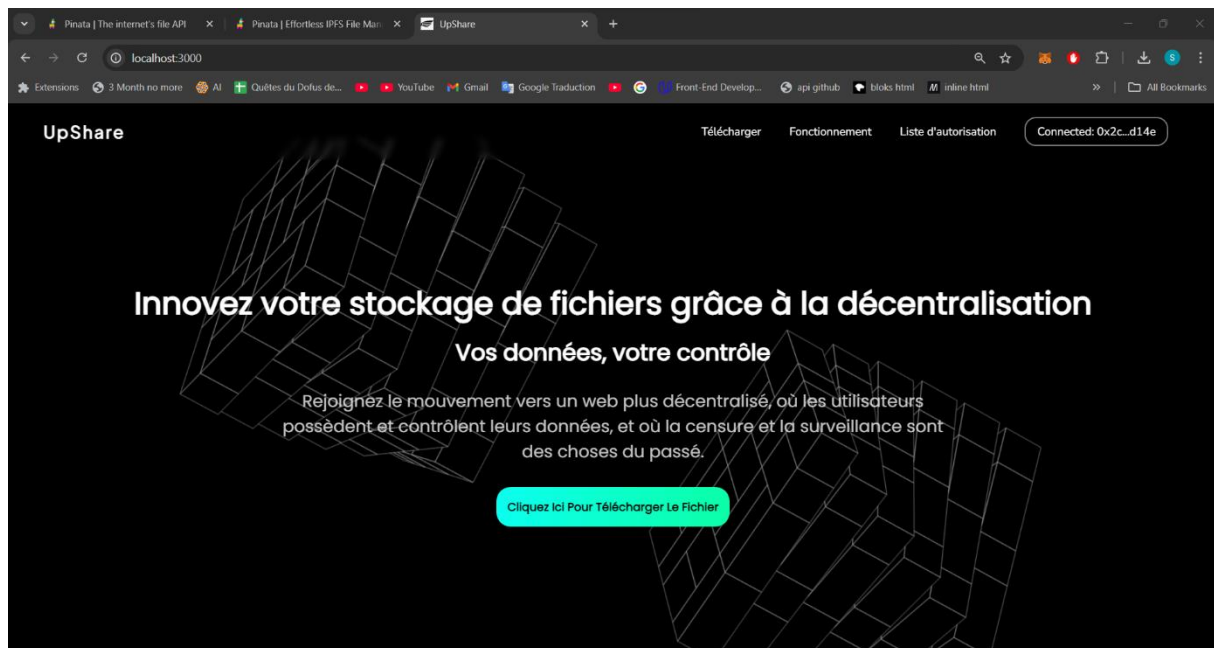 Pinata | The internet's file API
Pinata | Effortless IPFS File Man
UpShare
localhost:3000
Extensions
3 Month no more
AI
Quêtes du Dofus de...
YouTube
Gmail
Google Traduction
Front-End Develop...
api github
bloks html
inline html
»
All Bookmarks
UpShare
Télécharger
Fonctionnement
Liste d'autorisation
Connected: 0x2c...d14e
Innovez votre stockage de fichiers grâce à la décentralisation
Vos données, votre contrôle
Rejoignez le mouvement vers un web plus décentralisé, où les utilisateurs
possèdent et contrôlent leurs données, et où la censure et la surveillance sont
des choses du passé.
Cliquez Ici Pour Télécharger Le Fichier